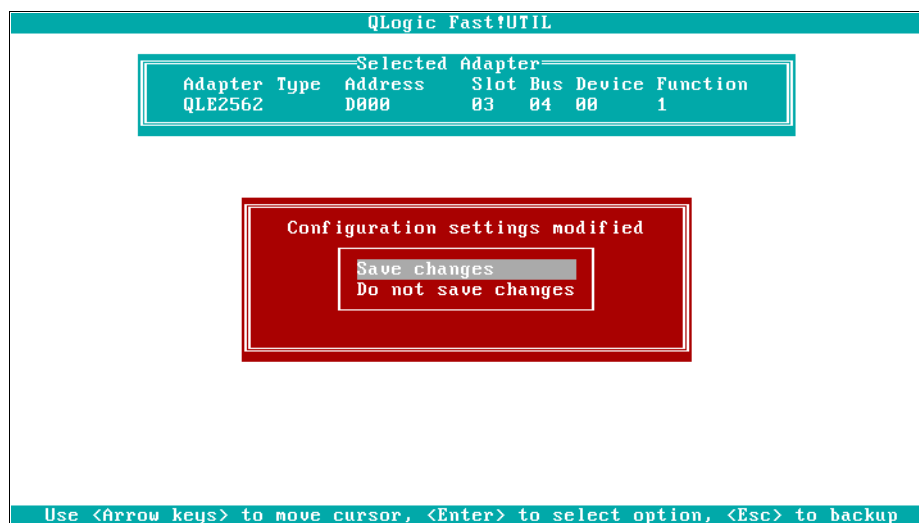 QLogic Fast!UTIL
Selected Adapter
Adapter Type Address Slot Bus Device Function
QLE2562 D000 03 04 00 1
Configuration settings modified
Save changes
Do not save changes
Use <Arrow keys> to move cursor, <Enter> to select option, <Esc> to backup